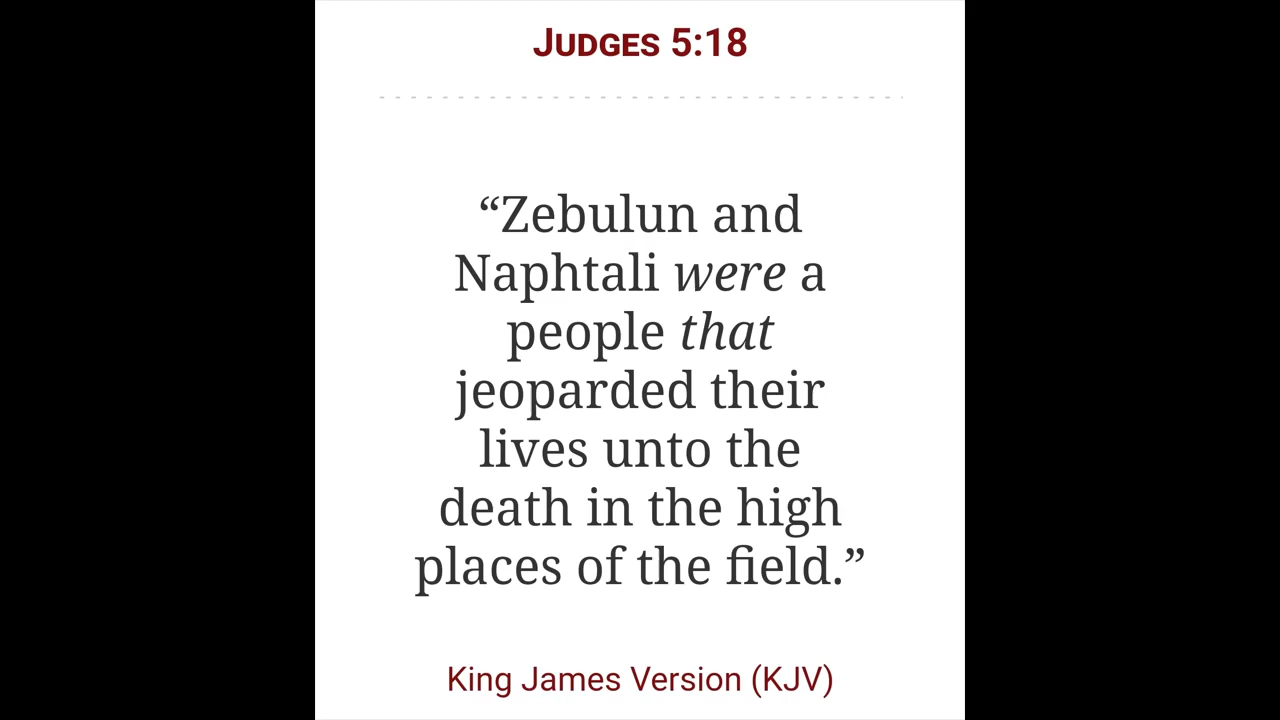 Judges 5:18
“Zebulun and
Naphtali were a
people that
jeoparded their
lives unto the
death in the high
places of the field.”
King James Version (KJV)